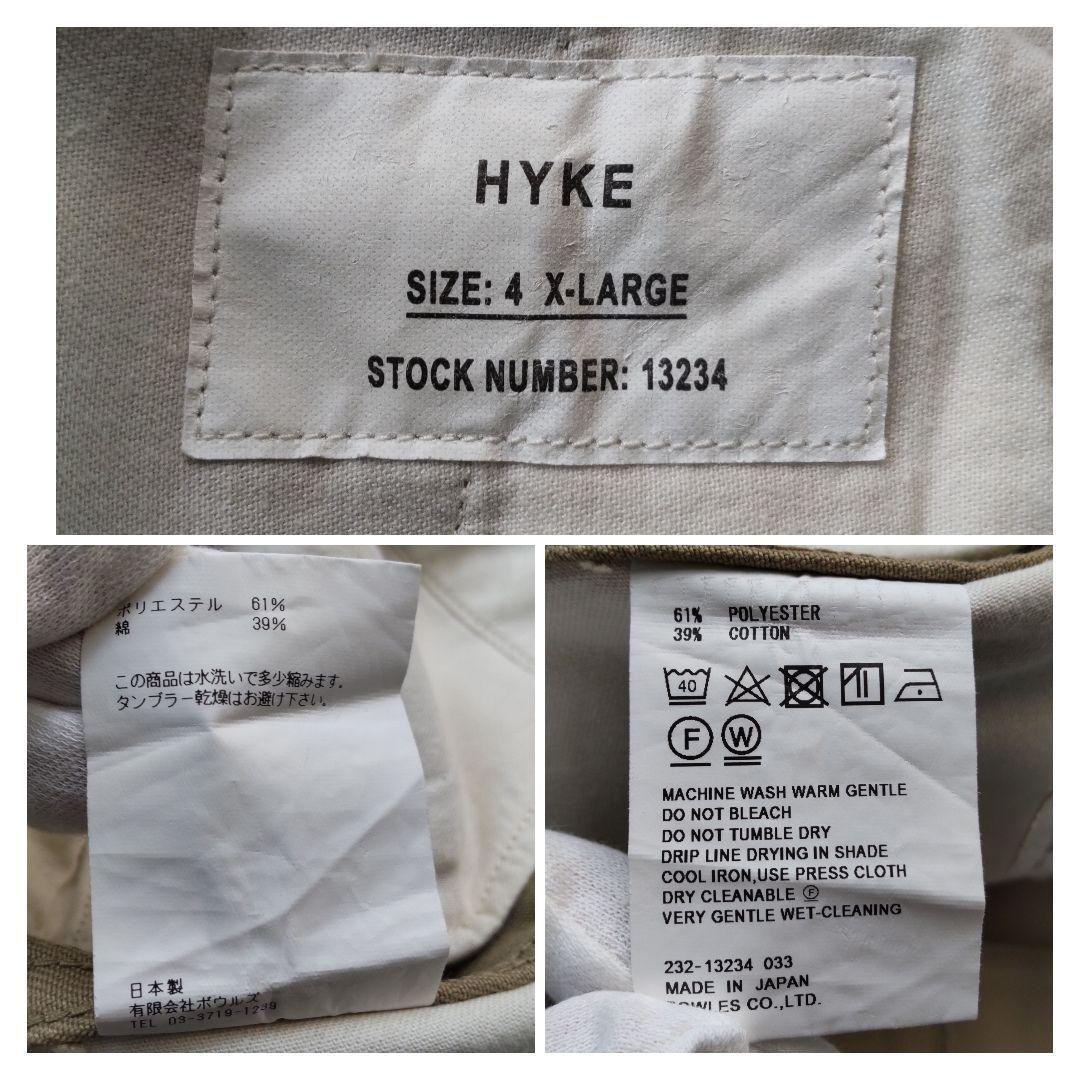 HYKE
SIZE: 4 X-LARGE
STOCK NUMBER: 13234
ポリエステル 61%
綿 39%
この商品は水洗いで多少縮みます。
タンブラー乾燥はお避け下さい。
日本製
有限会社ボウルズ
TEL 03-3719-1239
61% POLYESTER
39% COTTON
40
F W
MACHINE WASH WARM GENTLE
DO NOT BLEACH
DO NOT TUMBLE DRY
DRIP LINE DRYING IN SHADE
COOL IRON,USE PRESS CLOTH
DRY CLEANABLE Ⓕ
VERY GENTLE WET-CLEANING
232-13234 033
MADE IN JAPAN
BOWLES CO.,LTD.